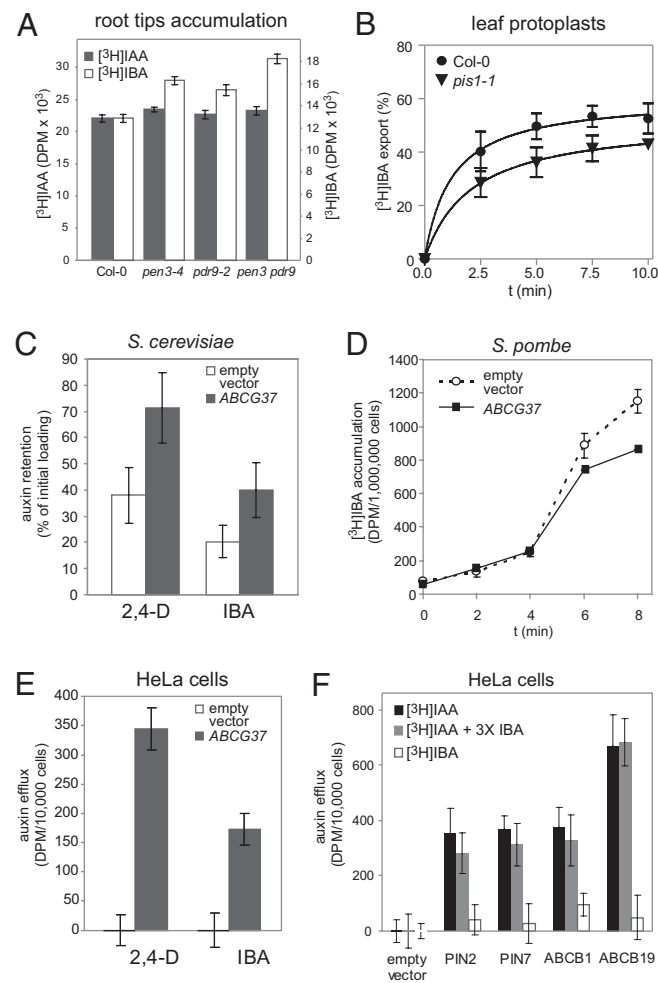 A
root tips accumulation
[³H]IAA
[³H]IBA
[³H]IAA (DPM x 10³)
30
25
20
15
10
5
0
[³H]IBA (DPM x 10³)
18
16
14
12
10
8
6
4
2
0
Col-0 pen3-4 pdr9-2 pen3 pdr9
B
leaf protoplasts
Col-0
pis1-1
[³H]IBA export (%)
80
60
40
20
0
0.0 2.5 5.0 7.5 10.0
t (min)
C
S. cerevisiae
empty
vector
ABCG37
auxin retention
(% of initial loading)
90
80
70
60
50
40
30
20
10
0
2,4-D IBA
D
S. pombe
empty
vector
ABCG37
[³H]IBA accumulation
(DPM/1,000,000 cells)
1400
1200
1000
800
600
400
200
0
0 2 4 6 8
t (min)
E
HeLa cells
empty
vector
ABCG37
auxin efflux
(DPM/10,000 cells)
400
350
300
250
200
150
100
50
0
2,4-D IBA
F
HeLa cells
[³H]IAA
[³H]IAA + 3X IBA
[³H]IBA
auxin efflux
(DPM/10,000 cells)
800
600
400
200
0
empty
vector
PIN2 PIN7 ABCB1 ABCB19